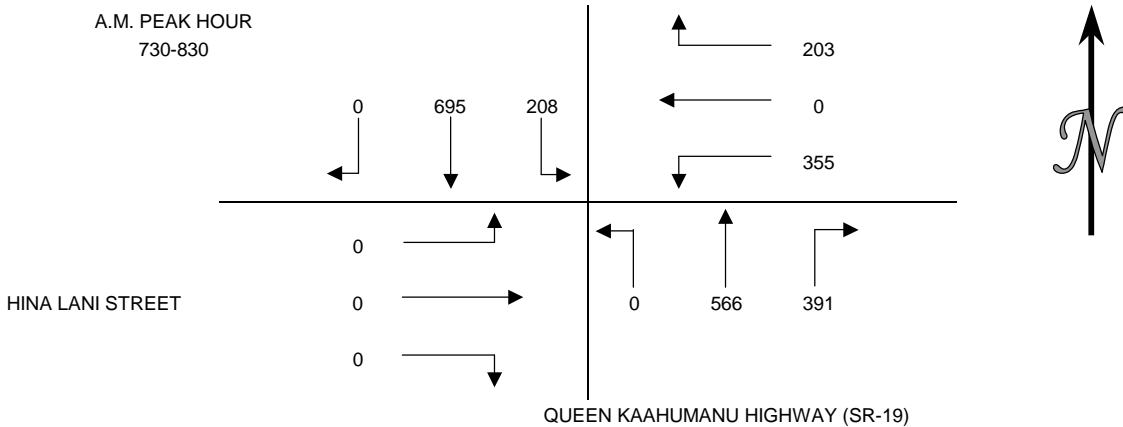 A.M. PEAK HOUR
730-830
203
0 695 208
0
355
0
HINA LANI STREET
0
0 566 391
0
QUEEN KAAHUMANU HIGHWAY (SR-19)
N